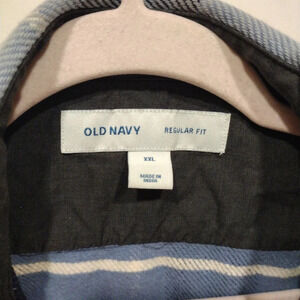 OLD NAVY REGULAR FIT
XXL
MADE IN
INDIA